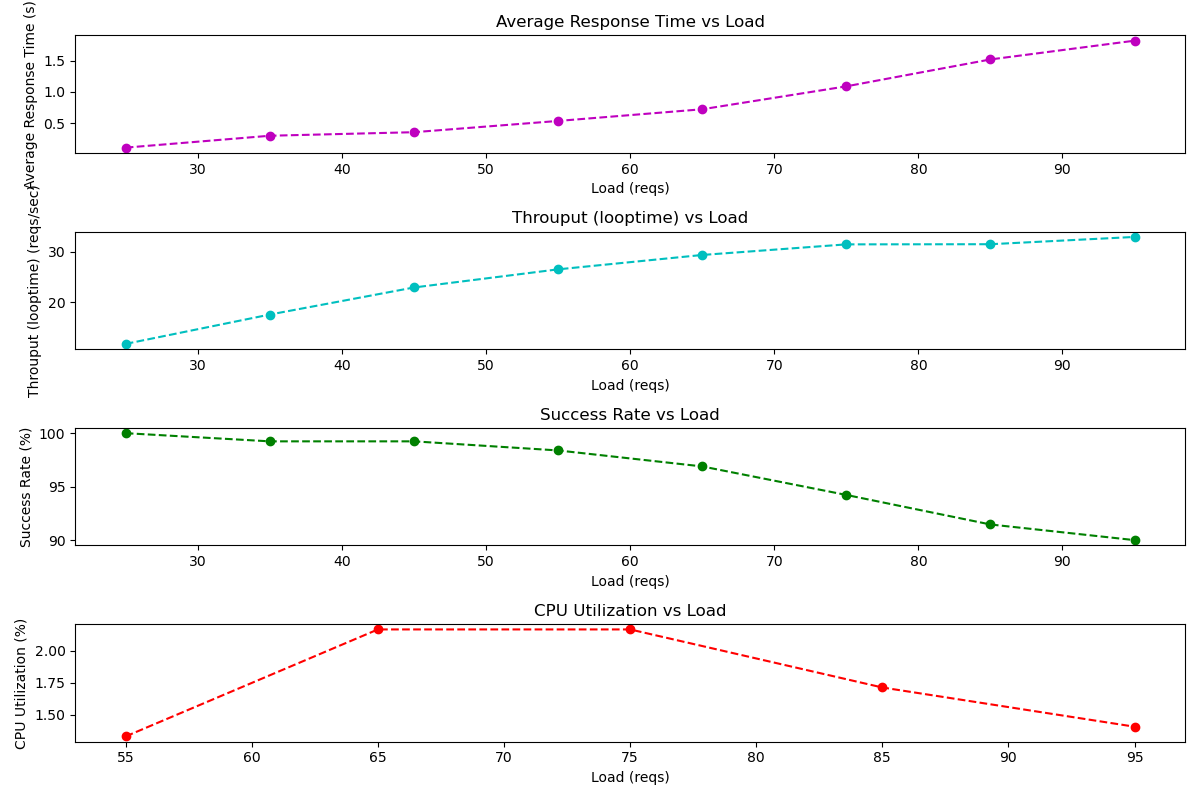 Average Response Time vs Load
Average Response Time (s)
1.5
1.0
0.5
30 40 50 60 70 80 90
Load (reqs)
Throuput (looptime) vs Load
Throuput (looptime) (reqs/sec)
30
20
30 40 50 60 70 80 90
Load (reqs)
Success Rate vs Load
Success Rate (%)
100
95
90
30 40 50 60 70 80 90
Load (reqs)
CPU Utilization vs Load
CPU Utilization (%)
2.00
1.75
1.50
55 60 65 70 75 80 85 90 95
Load (reqs)